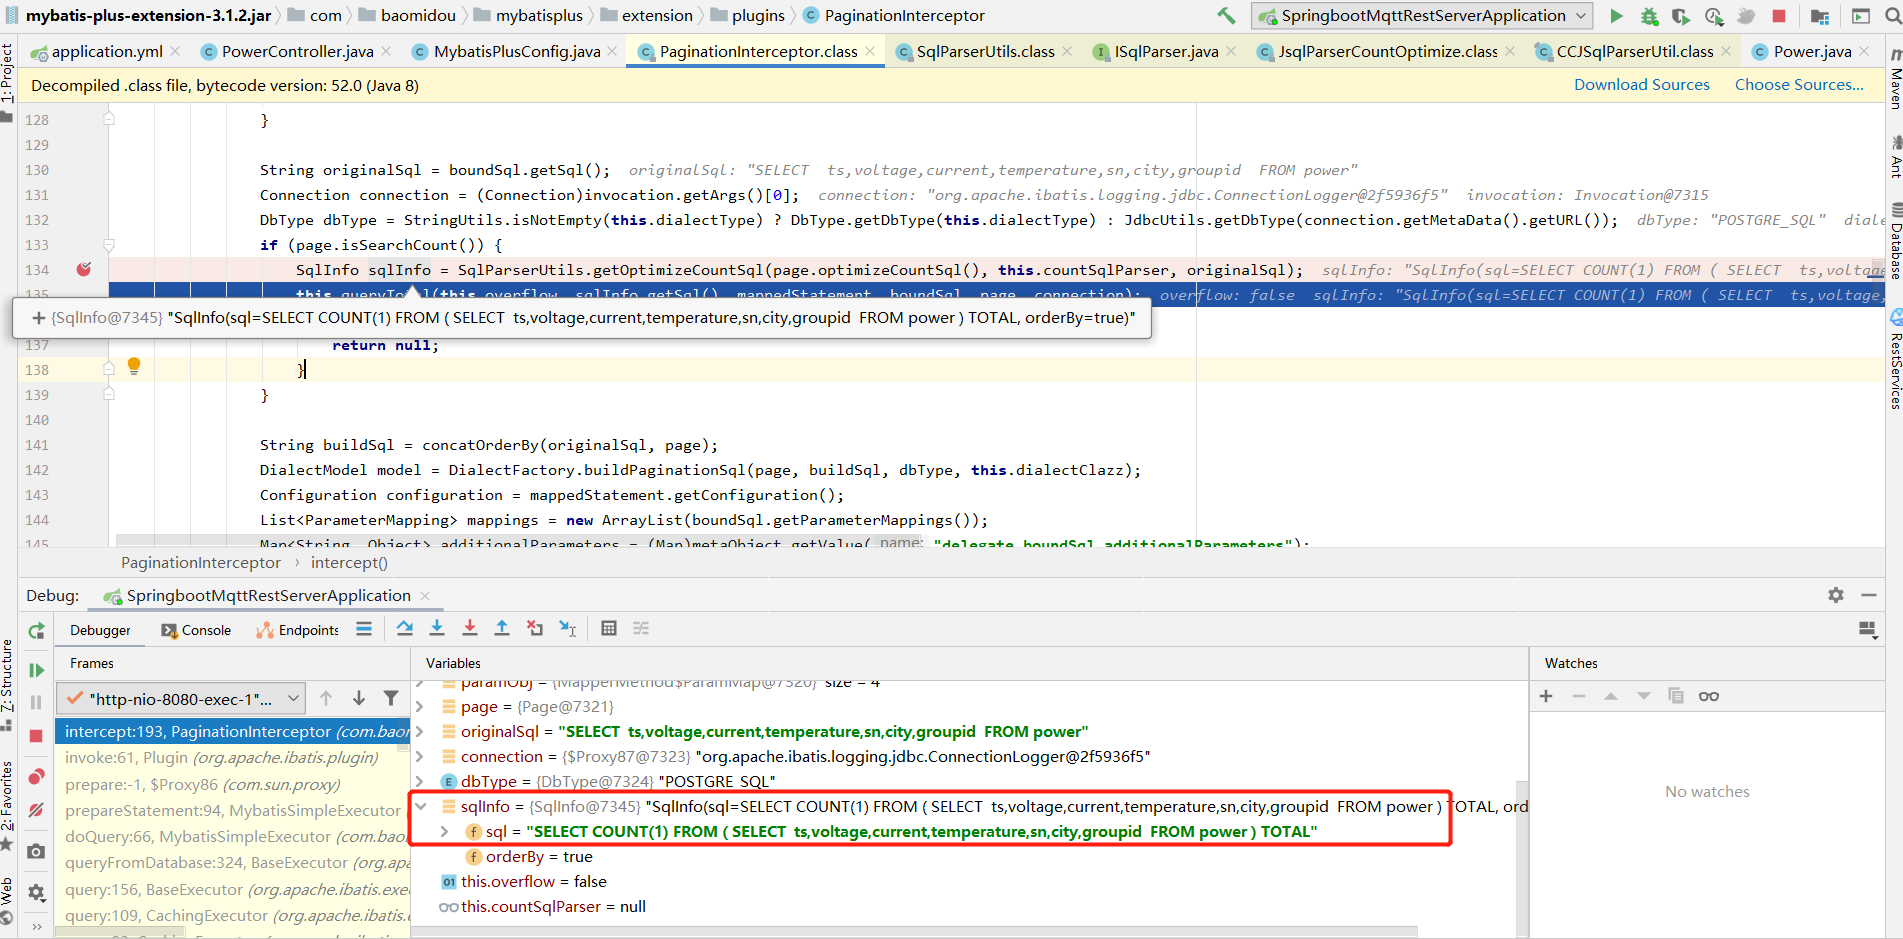 mybatis-plus-extension-3.1.2.jar com baomidou mybatisplus extension plugins PaginationInterceptor SpringbootMqttRestServerApplication
application.yml PowerController.java MybatisPlusConfig.java PaginationInterceptor.class SqlParserUtils.class ISqlParser.java JsqlParserCountOptimize.class CCJSqlParserUtil.class Power.java
Decompiled .class file, bytecode version: 52.0 (Java 8) Download Sources Choose Sources...
1: Project
Maven
Ant
Database
RestServices
128 }
129
130 String originalSql = boundSql.getSql(); originalSql: "SELECT  ts,voltage,current,temperature,sn,city,groupid  FROM power"
131 Connection connection = (Connection)invocation.getArgs()[0]; connection: "org.apache.ibatis.logging.jdbc.ConnectionLogger@2f5936f5" invocation: Invocation@7315
132 DbType dbType = StringUtils.isNotEmpty(this.dialectType) ? DbType.getDbType(this.dialectType) : JdbcUtils.getDbType(connection.getMetaData().getURL()); dbType: "POSTGRE_SQL" diale
133 if (page.isSearchCount()) {
134 SqlInfo sqlInfo = SqlParserUtils.getOptimizeCountSql(page.optimizeCountSql(), this.countSqlParser, originalSql); sqlInfo: "SqlInfo(sql=SELECT COUNT(1) FROM ( SELECT  ts,voltage
135 this.queryTotal(this.overflow, sqlInfo.getSql(), mappedStatement, boundSql, page, connection); overflow: false sqlInfo: "SqlInfo(sql=SELECT COUNT(1) FROM ( SELECT  ts,voltage,
+ {SqlInfo@7345} "SqlInfo(sql=SELECT COUNT(1) FROM ( SELECT  ts,voltage,current,temperature,sn,city,groupid  FROM power ) TOTAL, orderBy=true)"
137 return null;
138 }
139 }
140
141 String buildSql = concatOrderBy(originalSql, page);
142 DialectModel model = DialectFactory.buildPaginationSql(page, buildSql, dbType, this.dialectClazz);
143 Configuration configuration = mappedStatement.getConfiguration();
144 List<ParameterMapping> mappings = new ArrayList(boundSql.getParameterMappings());
145 Map<String, Object> additionalParameters = (Map)metaObject.getValue( name: "delegate.boundSql.additionalParameters");
PaginationInterceptor › intercept()
Debug: SpringbootMqttRestServerApplication
Debugger Console Endpoints
7: Structure
2: Favorites
Web
Frames
"http-nio-8080-exec-1"...
intercept:193, PaginationInterceptor (com.baom
invoke:61, Plugin (org.apache.ibatis.plugin)
prepare:-1, $Proxy86 (com.sun.proxy)
prepareStatement:94, MybatisSimpleExecutor
doQuery:66, MybatisSimpleExecutor (com.bao
queryFromDatabase:324, BaseExecutor (org.ap
query:156, BaseExecutor (org.apache.ibatis.exe
query:109, CachingExecutor (org.apache.ibatis.
Variables
paramObj = {MapperMethod$ParamMap@7320} size = 4
page = {Page@7321}
originalSql = "SELECT  ts,voltage,current,temperature,sn,city,groupid  FROM power"
connection = {$Proxy87@7323} "org.apache.ibatis.logging.jdbc.ConnectionLogger@2f5936f5"
dbType = {DbType@7324} "POSTGRE_SQL"
sqlInfo = {SqlInfo@7345} "SqlInfo(sql=SELECT COUNT(1) FROM ( SELECT  ts,voltage,current,temperature,sn,city,groupid  FROM power ) TOTAL, ord
sql = "SELECT COUNT(1) FROM ( SELECT  ts,voltage,current,temperature,sn,city,groupid  FROM power ) TOTAL"
orderBy = true
this.overflow = false
this.countSqlParser = null
Watches
No watches